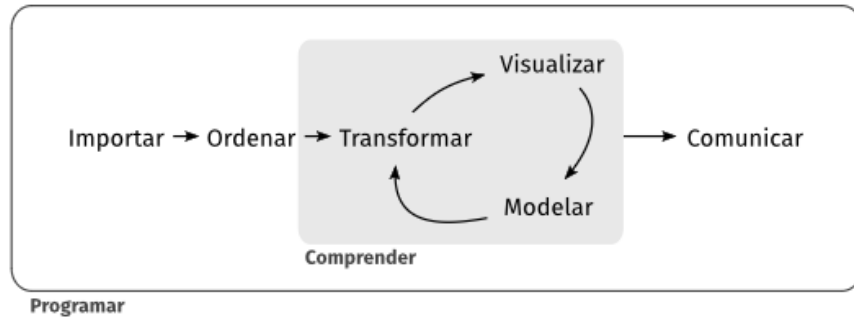 Visualizar
Importar → Ordenar → Transformar → Comunicar
Modelar
Comprender
Programar